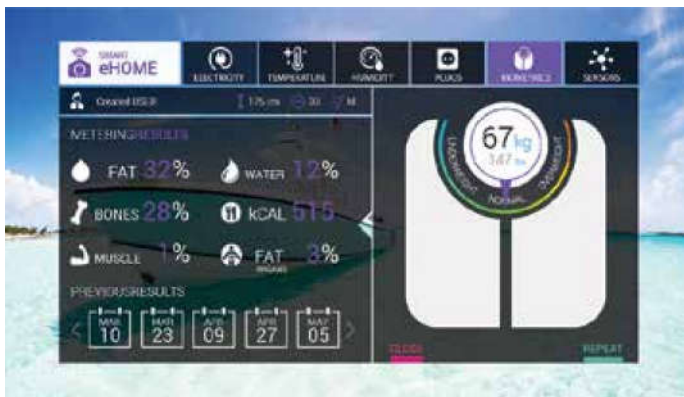 SMART
eHOME
ELECTRICITY
TEMPERATURE
HUMIDITY
PLUGS
BIOMETRICS
SENSORS
Created USER 175 cm 30 M
METERINGRESULTS
FAT 32% WATER 12%
BONES 28% kCAL 515
MUSCLE 1% FAT 3%
PREVIOUSRESULTS
MAR
10
MAR
23
APR
09
APR
27
MAY
05
67kg
147 lbs
UNDERWEIGHT
NORMAL
OVERWEIGHT
CLOSE
REPEAT